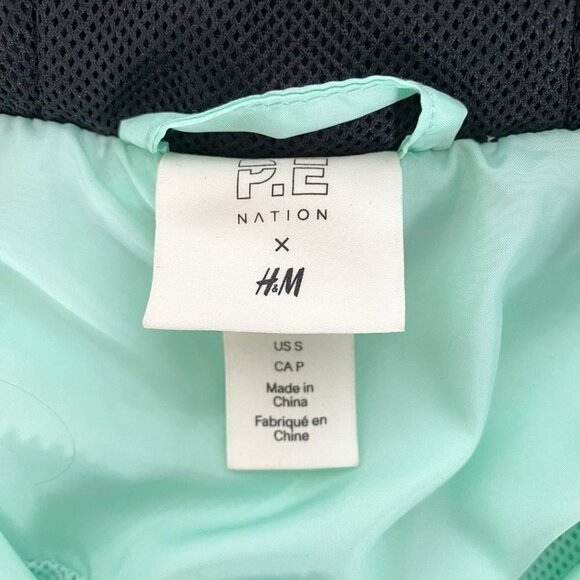 P.E
NATION
X
H&M
US S
CA P
Made in
China
Fabriqué en
Chine